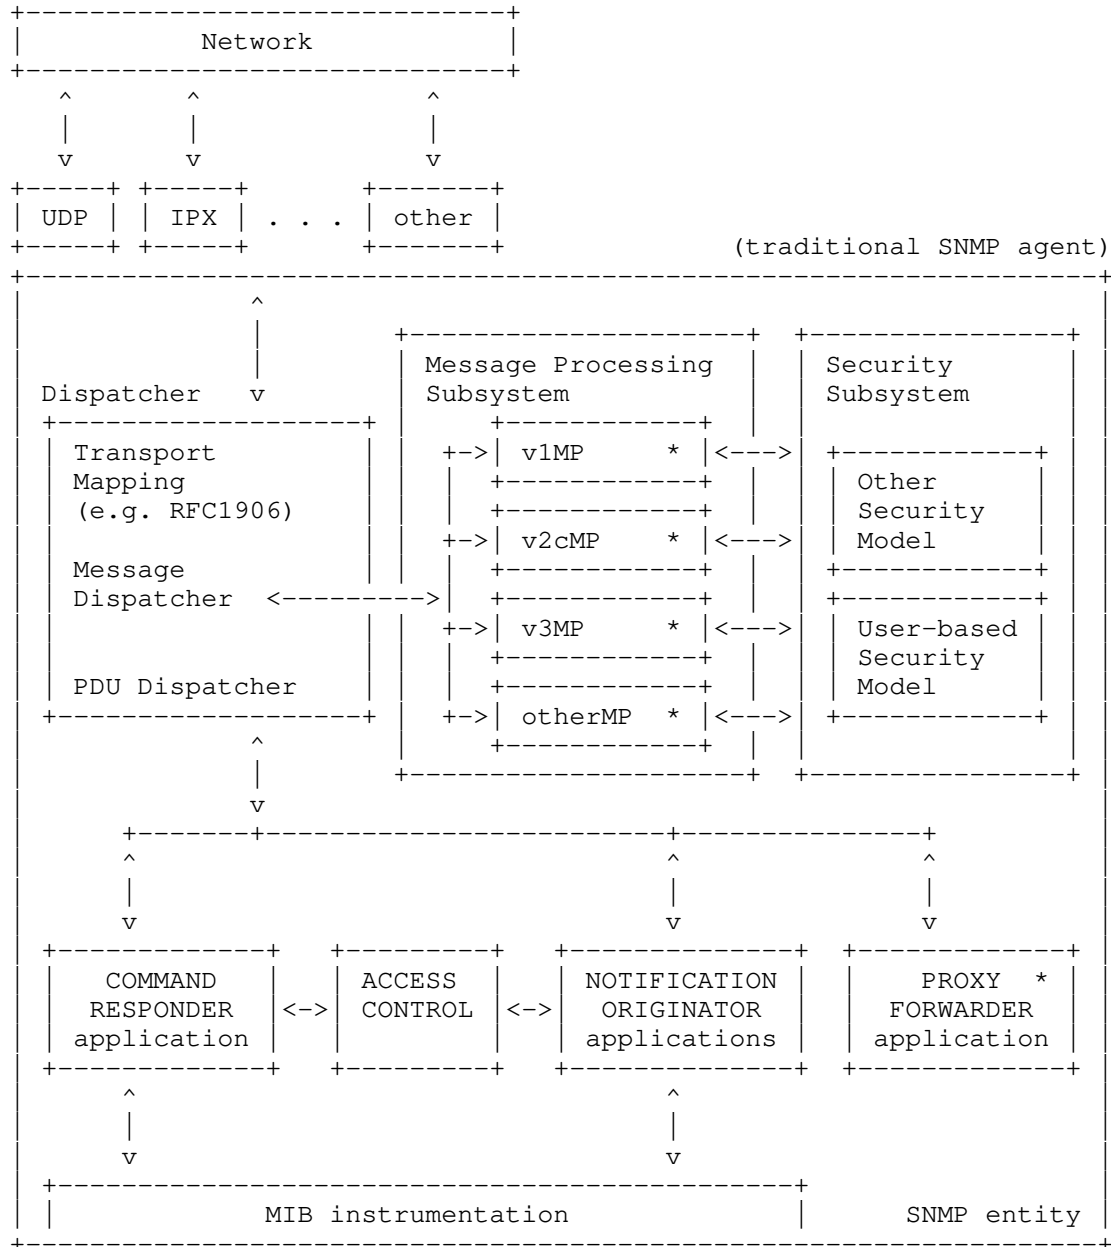 Network
UDP IPX . . . other
(traditional SNMP agent)
Message Processing Security
Dispatcher Subsystem Subsystem
Transport v1MP *
Mapping Other
(e.g. RFC1906) Security
v2cMP * Model
Message
Dispatcher
v3MP * User-based
Security
PDU Dispatcher Model
otherMP *
COMMAND ACCESS NOTIFICATION PROXY *
RESPONDER CONTROL ORIGINATOR FORWARDER
application applications application
MIB instrumentation SNMP entity